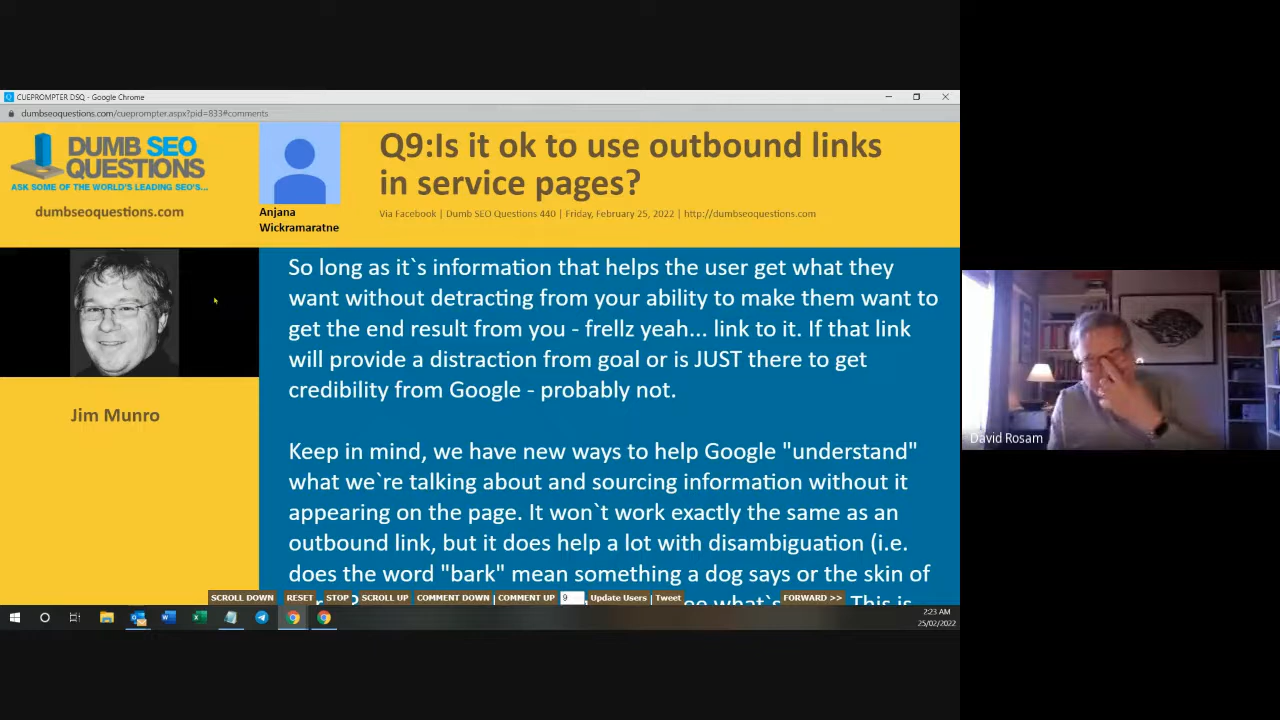 CUEPROMPTER DSQ - Google Chrome
dumbseoquestions.com/cueprompter.aspx?pid=833#comments
DUMB SEO
QUESTIONS
ASK SOME OF THE WORLD'S LEADING SEO'S...
dumbseoquestions.com
Anjana
Wickramaratne
Q9:Is it ok to use outbound links
in service pages?
Via Facebook | Dumb SEO Questions 440 | Friday, February 25, 2022 | http://dumbseoquestions.com
Jim Munro
So long as it`s information that helps the user get what they
want without detracting from your ability to make them want to
get the end result from you - frellz yeah... link to it. If that link
will provide a distraction from goal or is JUST there to get
credibility from Google - probably not.
Keep in mind, we have new ways to help Google "understand"
what we`re talking about and sourcing information without it
appearing on the page. It won`t work exactly the same as an
outbound link, but it does help a lot with disambiguation (i.e.
does the word "bark" mean something a dog says or the skin of
This is
SCROLL DOWN RESET STOP SCROLL UP COMMENT DOWN COMMENT UP 9 Update Users Tweet FORWARD >>
2:23 AM
25/02/2022
David Rosam